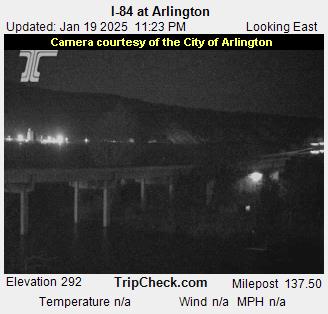 I-84 at Arlington
Updated: Jan 19 2025 11:23 PM Looking East
Camera courtesy of the City of Arlington
Elevation 292 TripCheck.com Milepost 137.50
Temperature n/a Wind n/a MPH n/a